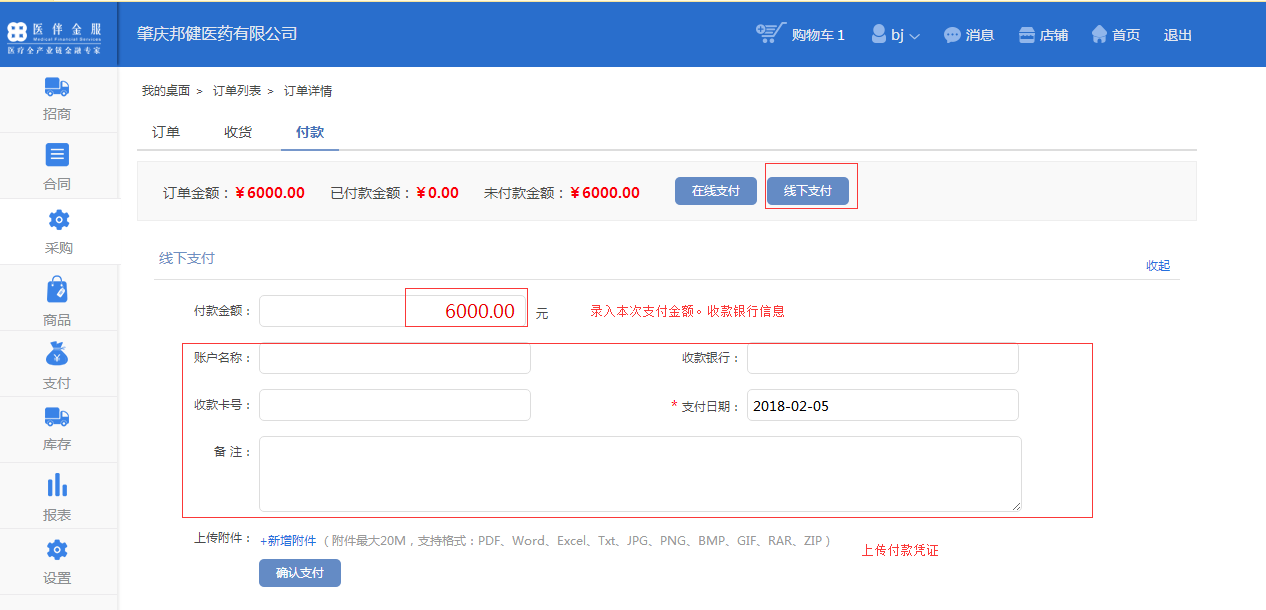 医伴金服
Medical Financial Services
医疗全产业链金融专家
肇庆邦健医药有限公司
购物车 1
bj
消息
店铺
首页
退出
招商
合同
采购
商品
支付
库存
报表
设置
我的桌面 > 订单列表 > 订单详情
订单 收货 付款
订单金额：¥6000.00 已付款金额：¥0.00 未付款金额：¥6000.00 在线支付 线下支付
线下支付
收起
付款金额： 6000.00 元 录入本次支付金额。收款银行信息
账户名称： 收款银行：
收款卡号： * 支付日期： 2018-02-05
备 注：
上传附件： +新增附件 （ 附件最大20M，支持格式：PDF、Word、Excel、Txt、JPG、PNG、BMP、GIF、RAR、ZIP ）
上传付款凭证
确认支付